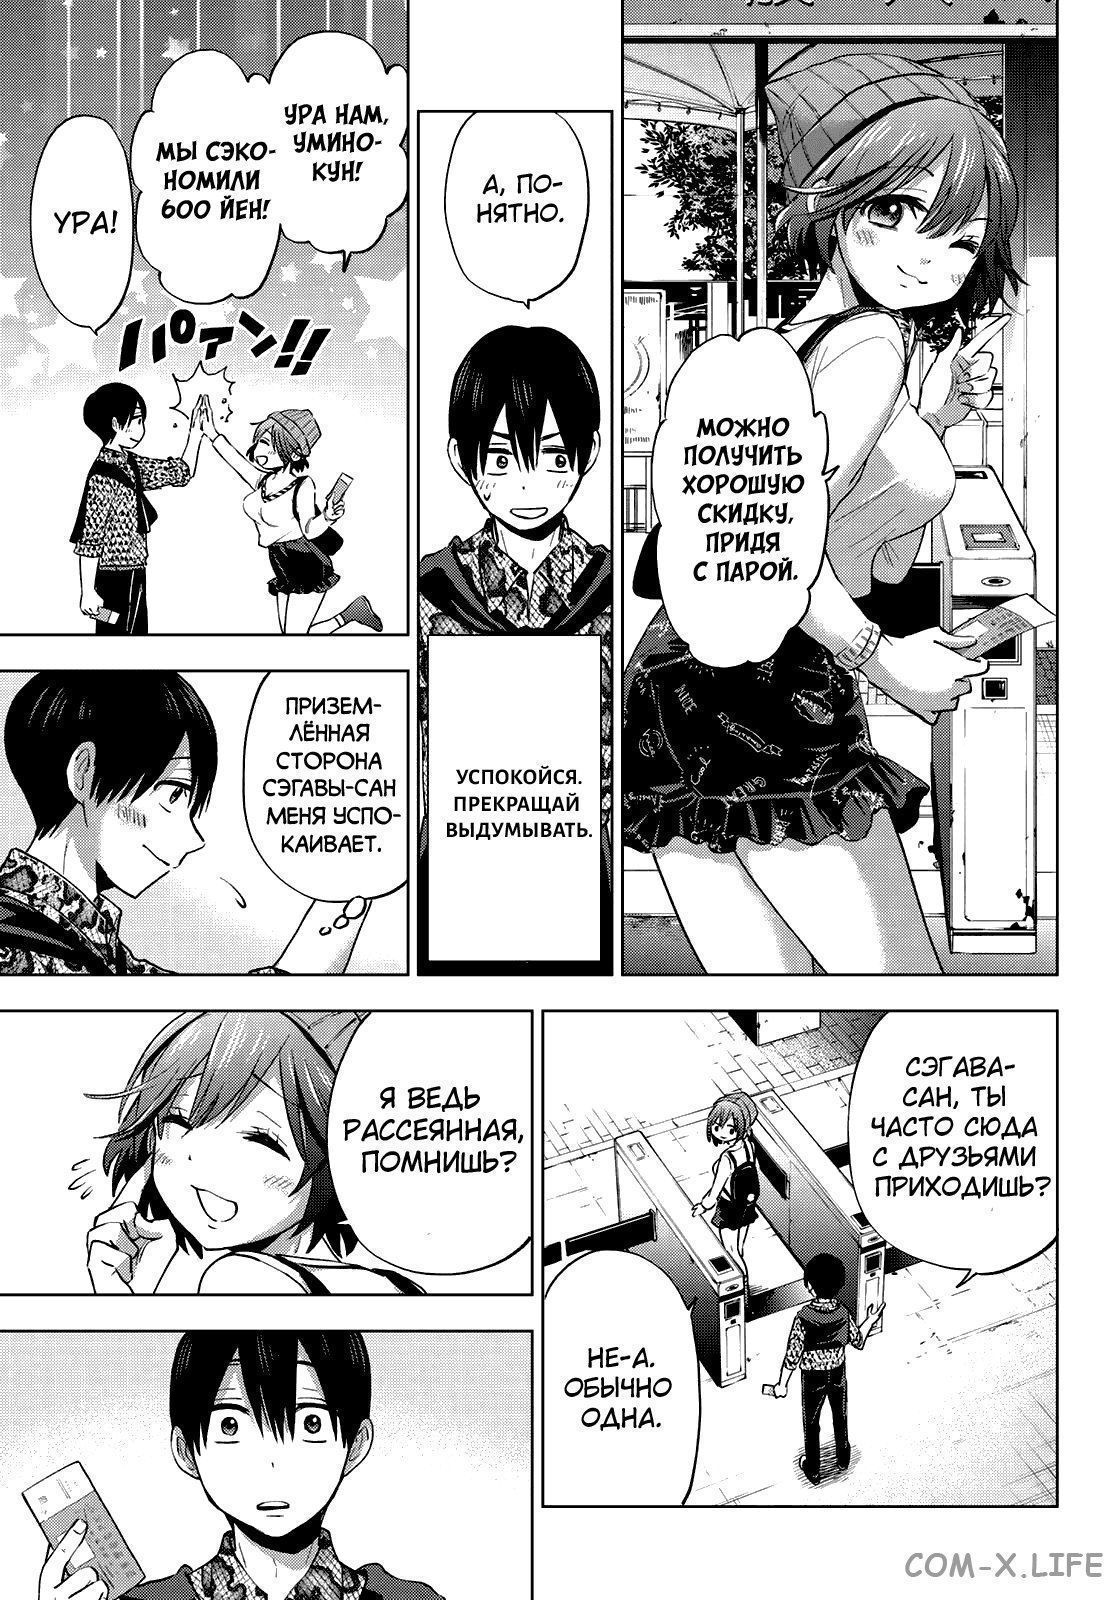 МОЖНО
ПОЛУЧИТЬ
ХОРОШУЮ
СКИДКУ,
ПРИДЯ
С ПАРОЙ.
А, ПО-
НЯТНО.
УСПОКОЙСЯ.
ПРЕКРАЩАЙ
ВЫДУМЫВАТЬ.
УРА НАМ,
УМИНО-
КУН!
МЫ СЭКО-
НОМИЛИ
600 ЙЕН!
УРА!
パアン!!
ПРИЗЕМ-
ЛЁННАЯ
СТОРОНА
СЭГАВЫ-САН
МЕНЯ УСПО-
КАИВАЕТ.
СЭГАВА-
САН, ТЫ
ЧАСТО СЮДА
С ДРУЗЬЯМИ
ПРИХОДИШЬ?
НЕ-А.
ОБЫЧНО
ОДНА.
Я ВЕДЬ
РАССЕЯННАЯ,
ПОМНИШЬ?
COM-X.LIFE